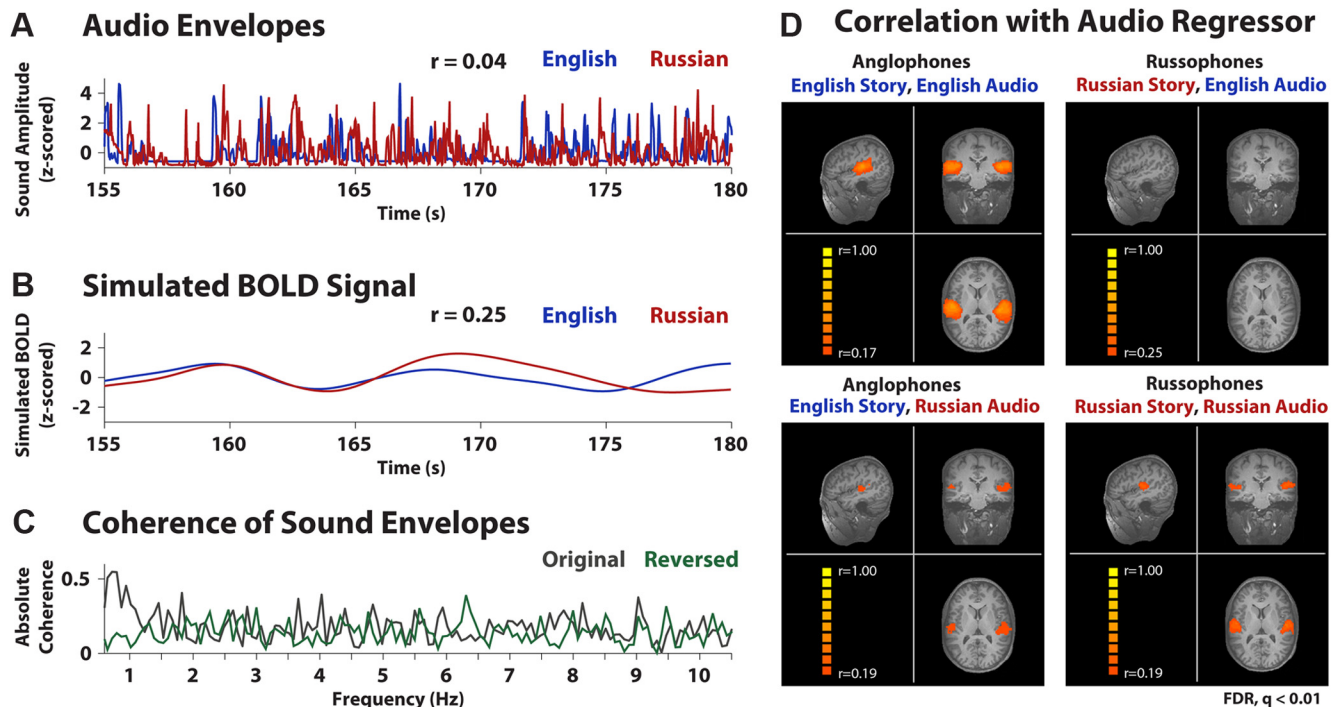 A Audio Envelopes
r = 0.04 English Russian
Sound Amplitude
(z-scored)
4
2
0
155 160 165 170 175 180
Time (s)
B Simulated BOLD Signal
r = 0.25 English Russian
Simulated BOLD
(z-scored)
2
0
-2
155 160 165 170 175 180
Time (s)
C Coherence of Sound Envelopes
Original Reversed
Absolute
Coherence
0.5
0
1 2 3 4 5 6 7 8 9 10
Frequency (Hz)
D Correlation with Audio Regressor
Anglophones
English Story, English Audio
r=1.00
r=0.17
Russophones
Russian Story, English Audio
r=1.00
r=0.25
Anglophones
English Story, Russian Audio
r=1.00
r=0.19
Russophones
Russian Story, Russian Audio
r=1.00
r=0.19
FDR, q < 0.01